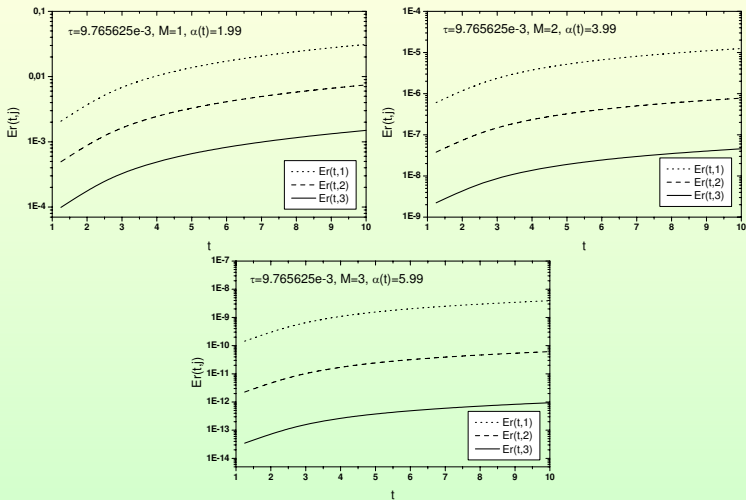 τ=9.765625e-3, M=1, α(t)=1.99
0,1
0,01
1E-3
1E-4
Er(t,j)
1 2 3 4 5 6 7 8 9 10
t
Er(t,1)
Er(t,2)
Er(t,3)
τ=9.765625e-3, M=2, α(t)=3.99
1E-4
1E-5
1E-6
1E-7
1E-8
1E-9
Er(t,j)
1 2 3 4 5 6 7 8 9 10
t
Er(t,1)
Er(t,2)
Er(t,3)
τ=9.765625e-3, M=3, α(t)=5.99
1E-7
1E-8
1E-9
1E-10
1E-11
1E-12
1E-13
1E-14
Er(t,j)
1 2 3 4 5 6 7 8 9 10
t
Er(t,1)
Er(t,2)
Er(t,3)